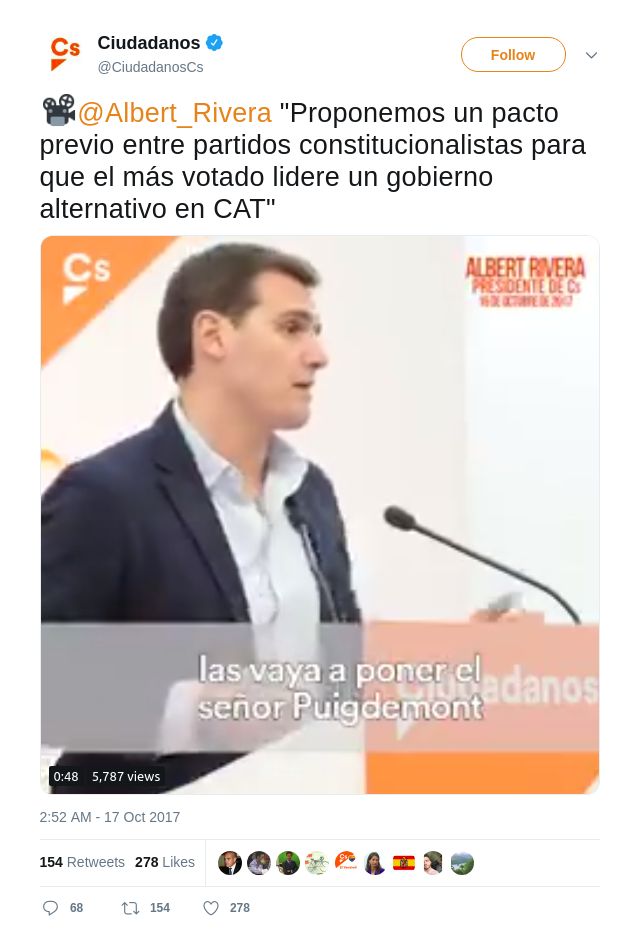 Cs
Ciudadanos
@CiudadanosCs
Follow
@Albert_Rivera "Proponemos un pacto
previo entre partidos constitucionalistas para
que el más votado lidere un gobierno
alternativo en CAT"
Cs
ALBERT RIVERA
PRESIDENTE DE Cs
16 DE OCTUBRE DE 2017
las vaya a poner el
señor Puigdemont
Ciudadanos
0:48 5,787 views
2:52 AM - 17 Oct 2017
154 Retweets 278 Likes
68 154 278